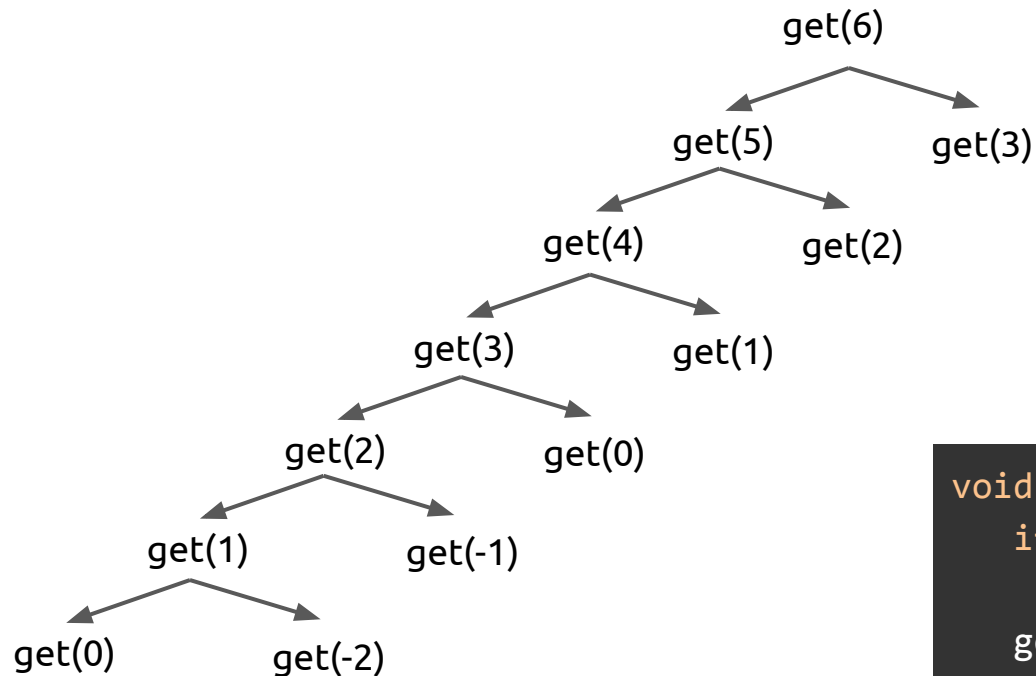 get(6)
get(5) get(3)
get(4) get(2)
get(3) get(1)
get(2) get(0)
void
get(1) get(-1)
get(0) get(-2)